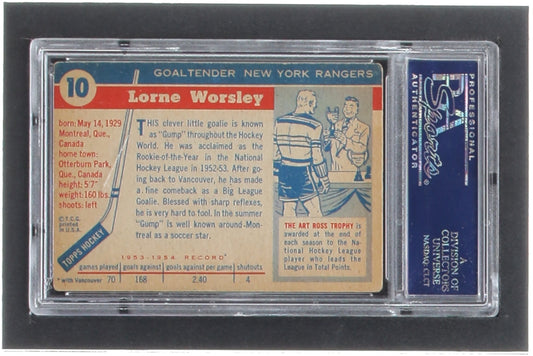 10
GOALTENDER NEW YORK RANGERS
Lorne Worsley
born: May 14, 1929
Montreal, Que.,
Canada
home town:
Otterburn Park,
Que., Canada
height: 5'7"
weight: 160 lbs.
shoots: left
© T.C.G.
printed
in U.S.A.
TOPPS HOCKEY
THIS clever little goalie is known
as "Gump" throughout the Hockey
World. He was acclaimed as the
Rookie-of-the-Year in the National
Hockey League in 1952-53. After
going back to Vancouver, he has made
a fine comeback as a Big League
Goalie. Blessed with sharp reflexes,
he is very hard to fool. In the summer
"Gump" is well known around Mont-
real as a soccer star.
THE ART ROSS TROPHY is
awarded at the end of
each season to the Na-
tional Hockey League
player who leads the
League in Total Points.
1953-1954 RECORD*
games played goals against goals against per game shutouts
* with Vancouver 70 168 2.40 4
PSA
Sports
PROFESSIONAL
SPORTS
AUTHENTICATOR
A
DIVISION OF
COLLECTORS
UNIVERSE
NASDAQ: CLCT